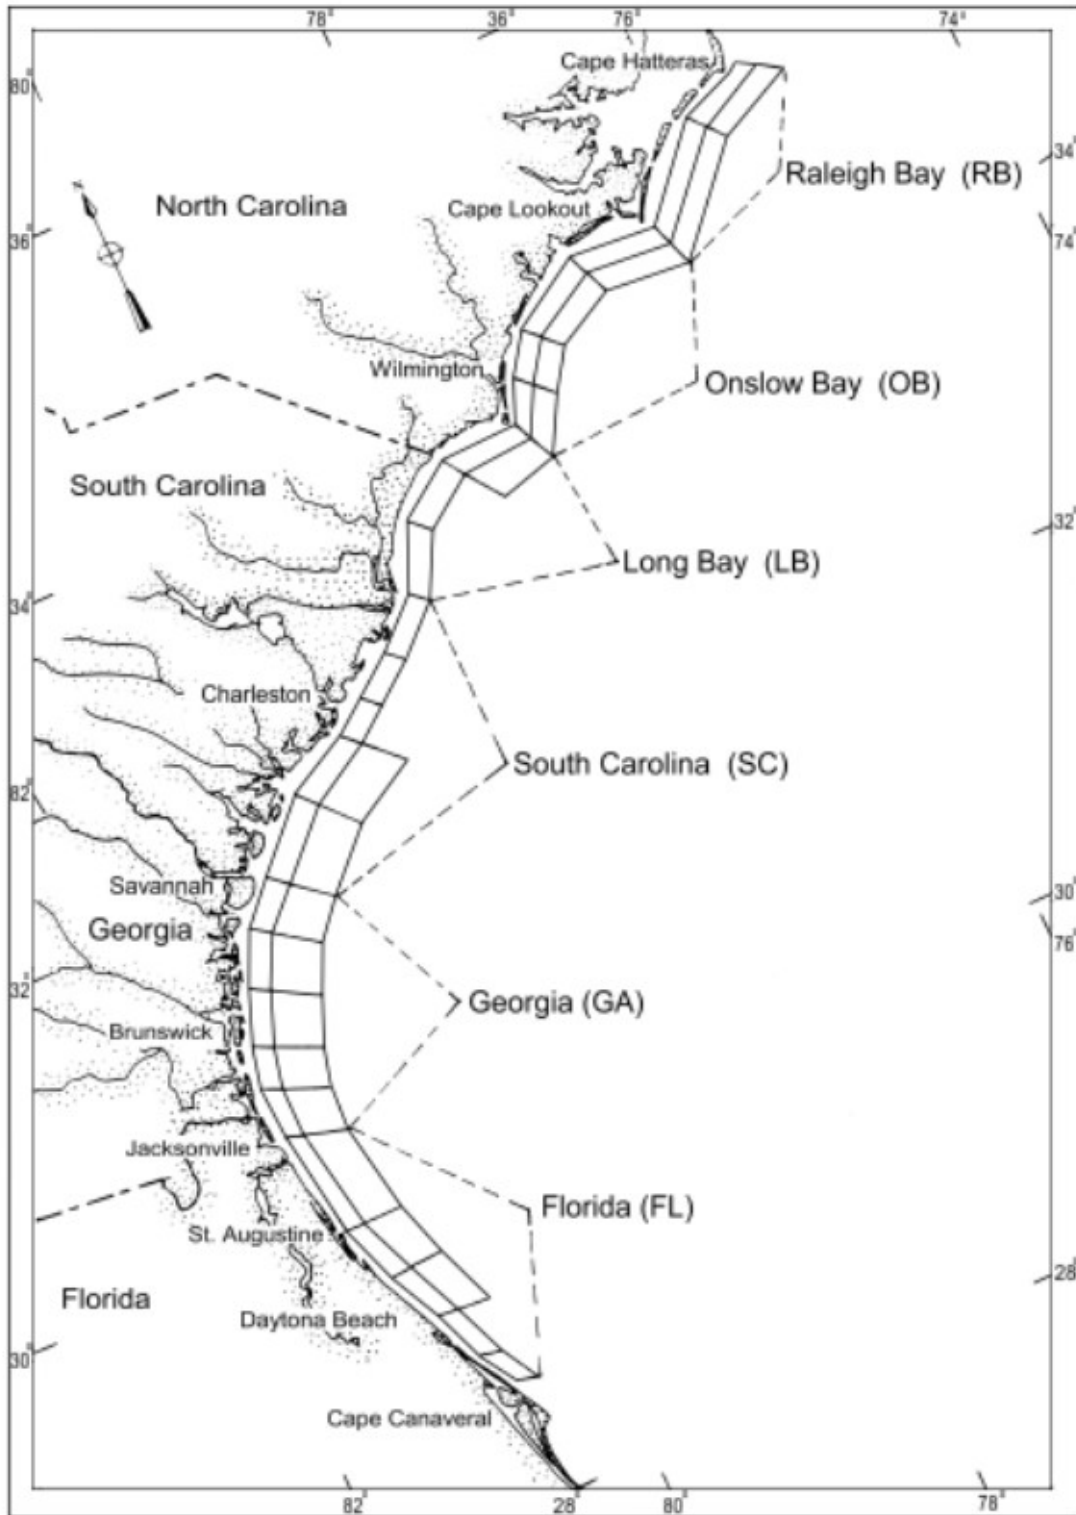 78°
36°
76°
74°
Cape Hatteras
80°
34°
Raleigh Bay (RB)
North Carolina
Cape Lookout
36°
74°
Wilmington
Onslow Bay (OB)
South Carolina
32°
Long Bay (LB)
34°
Charleston
South Carolina (SC)
82°
Savannah
30°
Georgia
76°
32°
Georgia (GA)
Brunswick
Jacksonville
Florida (FL)
St. Augustine
28°
Florida
Daytona Beach
30°
Cape Canaveral
82°
28°
80°
78°
N